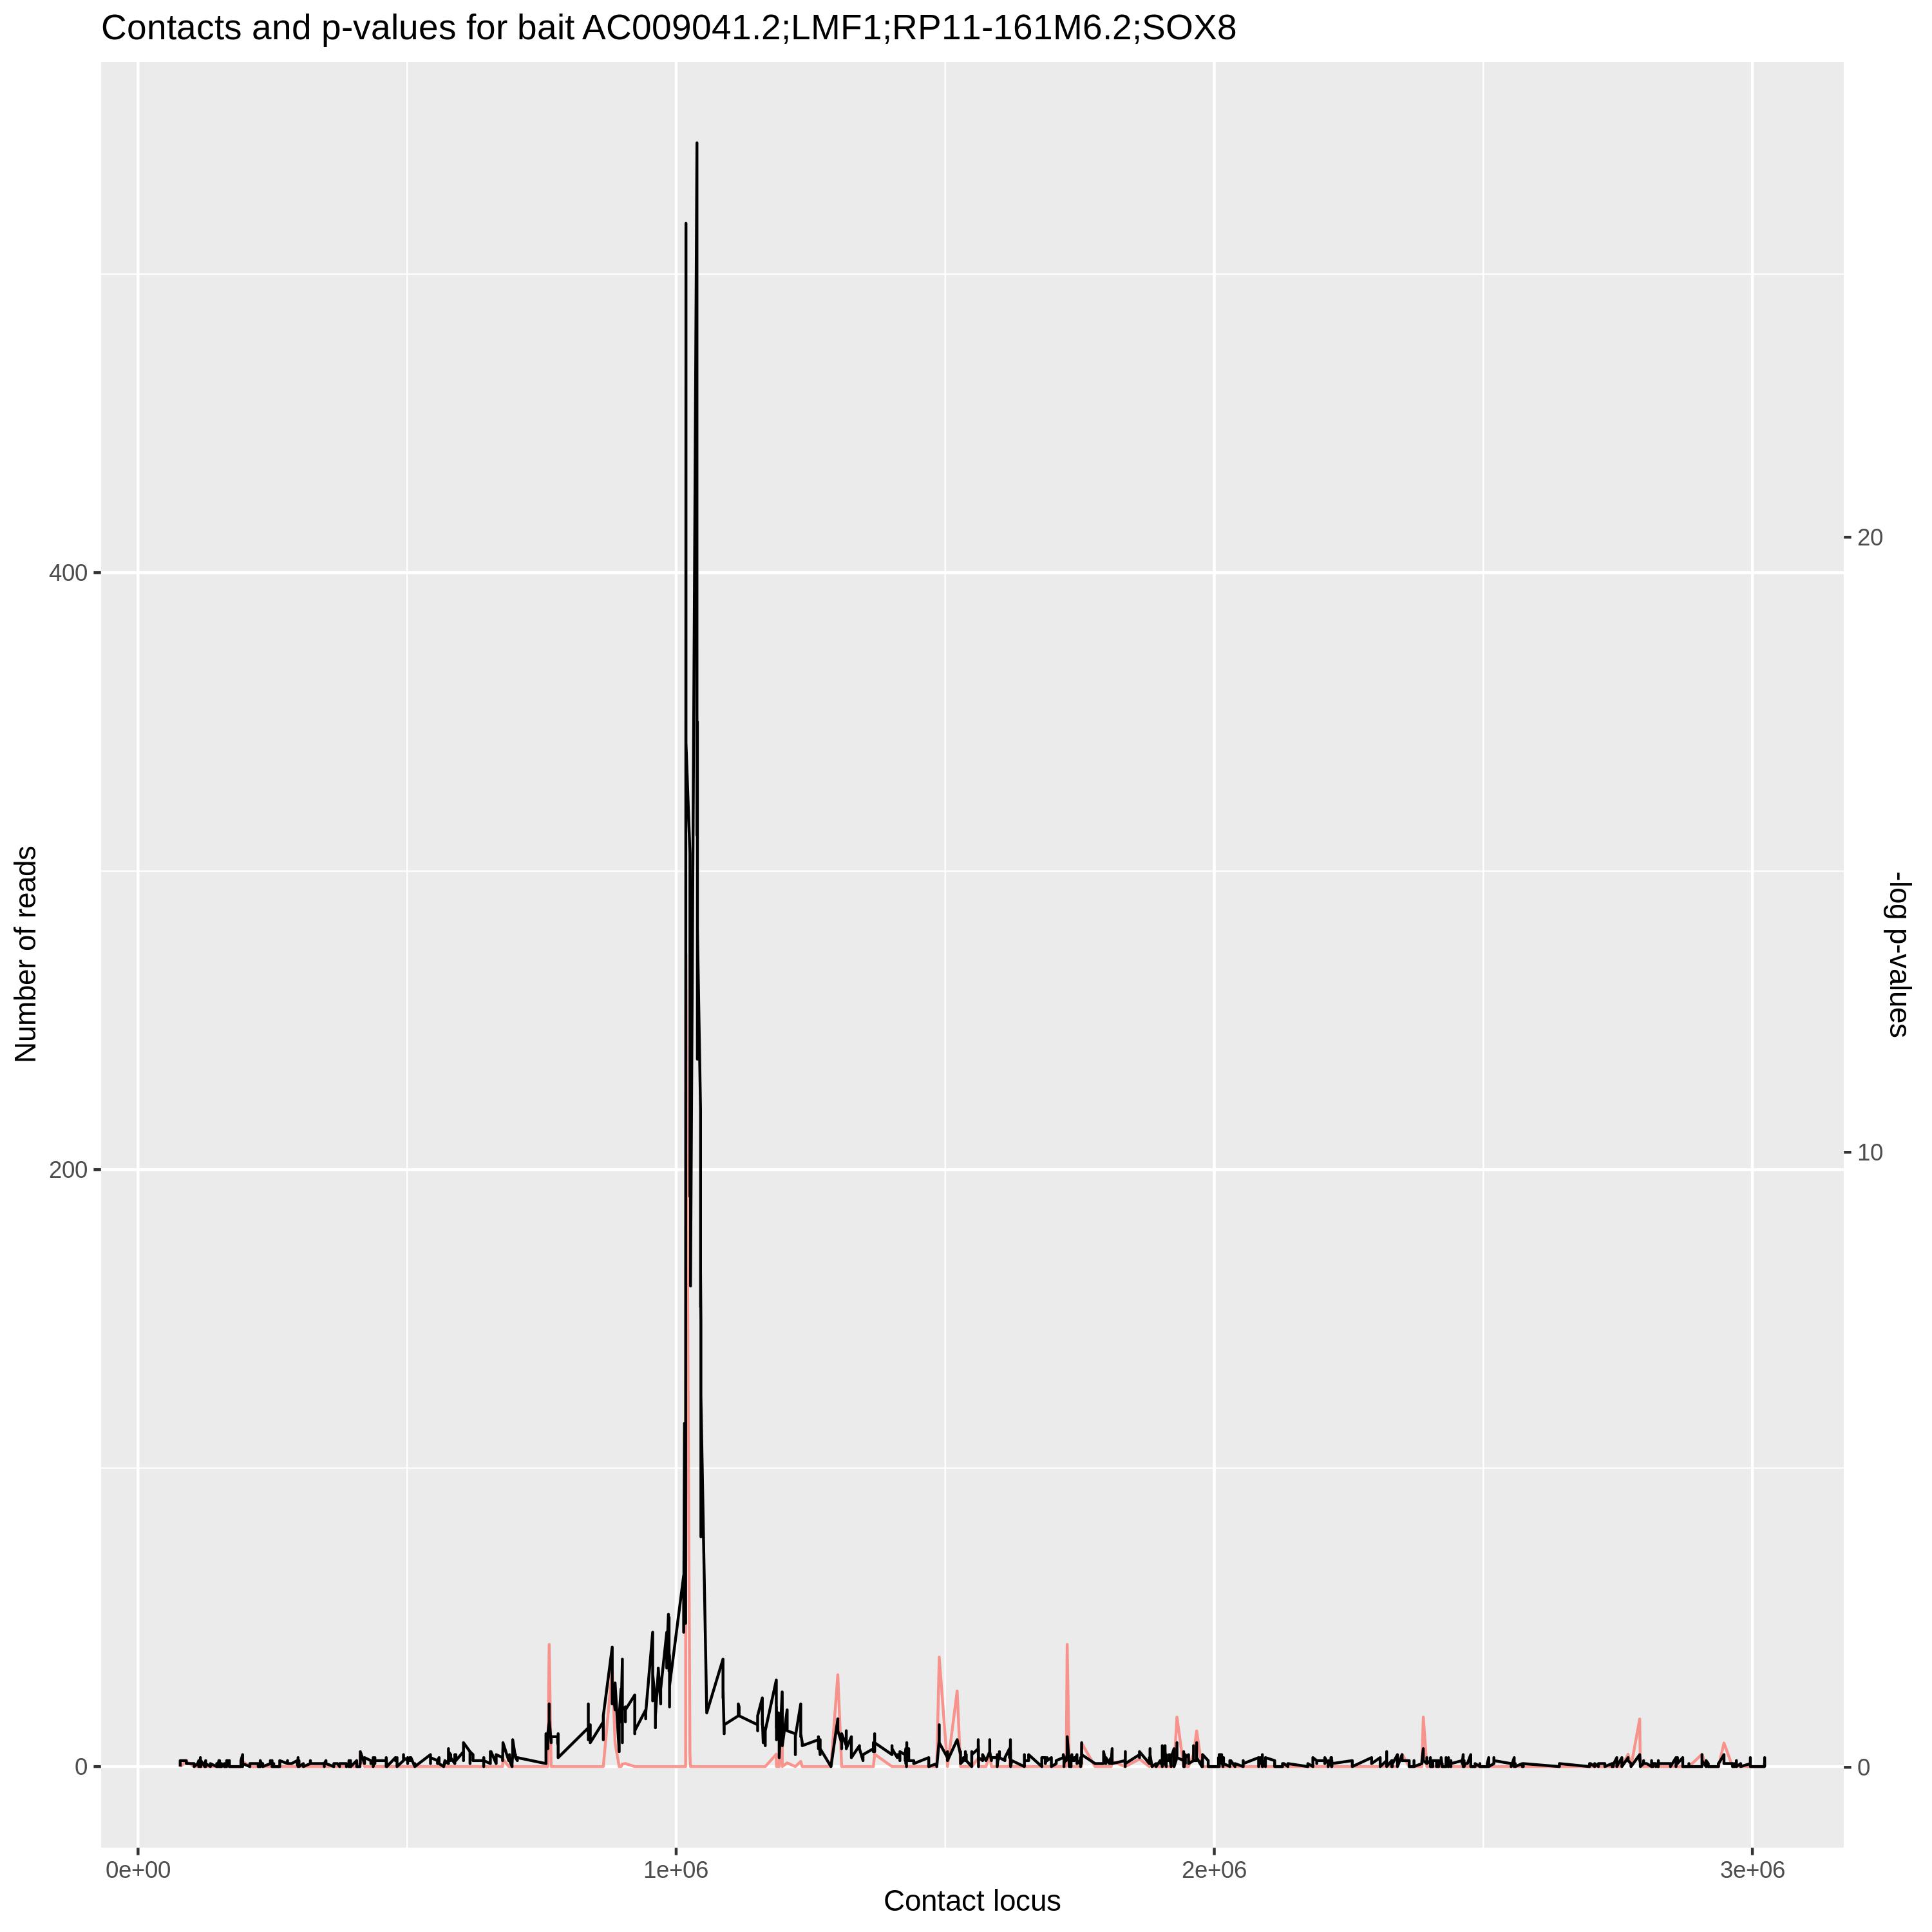 Contacts and p-values for bait AC009041.2;LMF1;RP11-161M6.2;SOX8
Number of reads
400
200
0
20
10
0
-log p-values
0e+00
1e+06
2e+06
3e+06
Contact locus